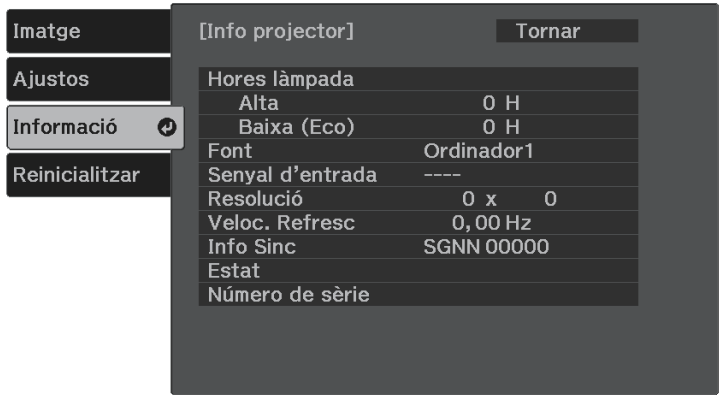 Imatge
Ajustos
Informació
Reinicialitzar
[Info projector] Tornar
Hores làmpada
Alta 0 H
Baixa (Eco) 0 H
Font Ordinador1
Senyal d'entrada ----
Resolució 0 x 0
Veloc. Refresc 0,00 Hz
Info Sinc SGNN 00000
Estat
Número de sèrie